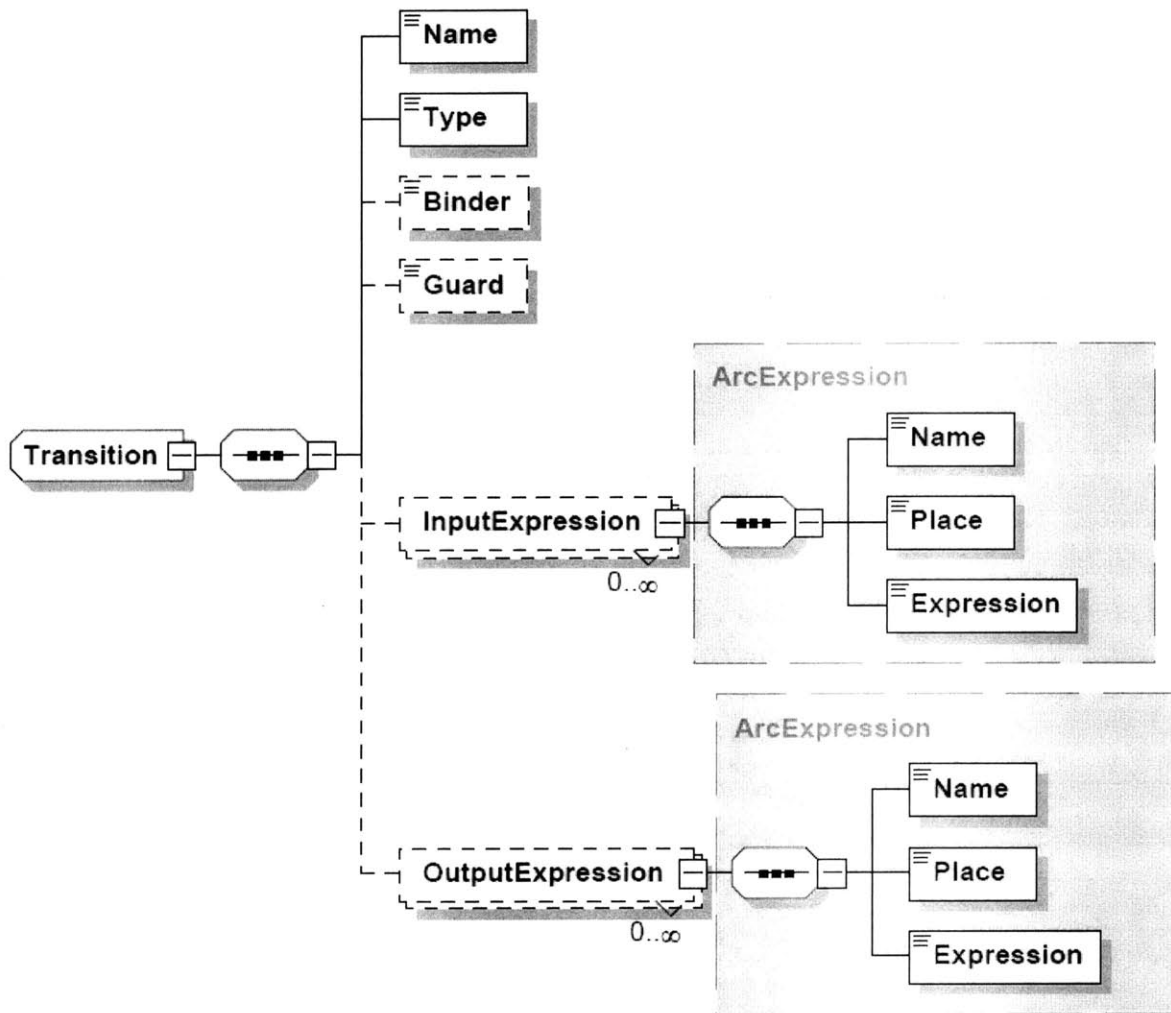 Name
Type
Binder
Guard
Transition
InputExpression
0..∞
ArcExpression
Name
Place
Expression
OutputExpression
0..∞
ArcExpression
Name
Place
Expression